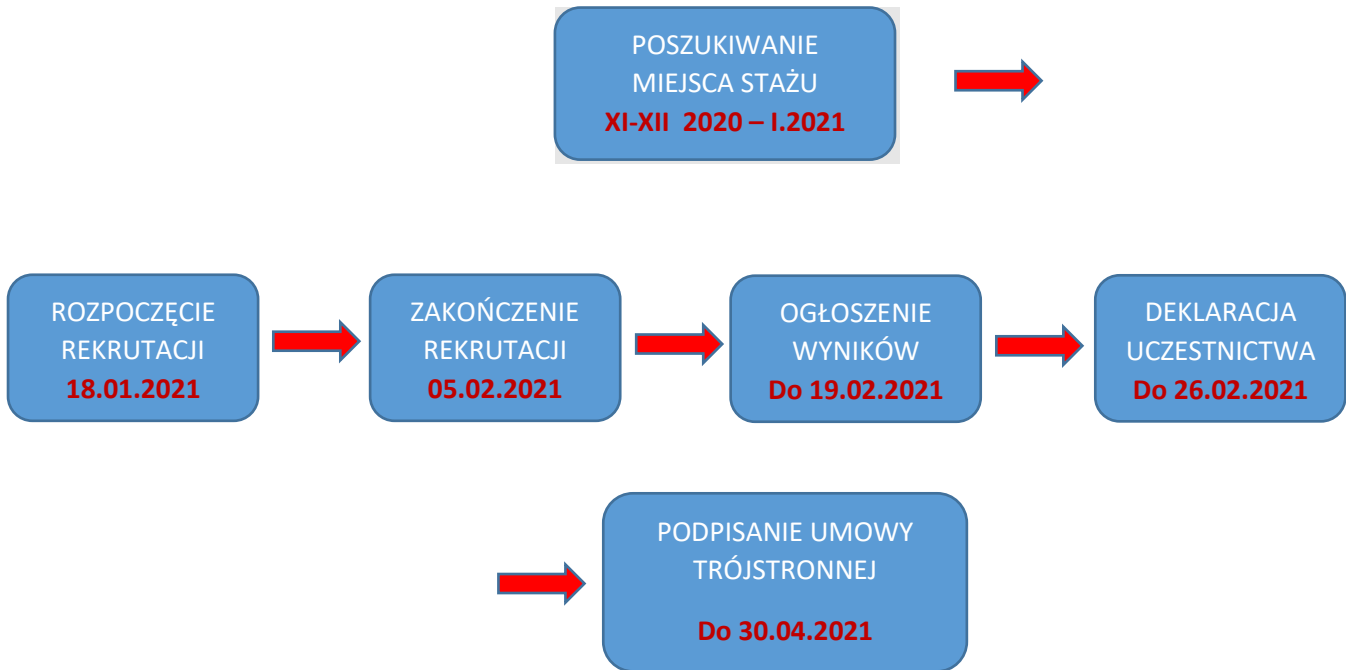 POSZUKIWANIE
MIEJSCA STAŻU
XI-XII 2020 – I.2021
ROZPOCZĘCIE
REKRUTACJI
18.01.2021
ZAKOŃCZENIE
REKRUTACJI
05.02.2021
OGŁOSZENIE
WYNIKÓW
Do 19.02.2021
DEKLARACJA
UCZESTNICTWA
Do 26.02.2021
PODPISANIE UMOWY
TRÓJSTRONNEJ
Do 30.04.2021